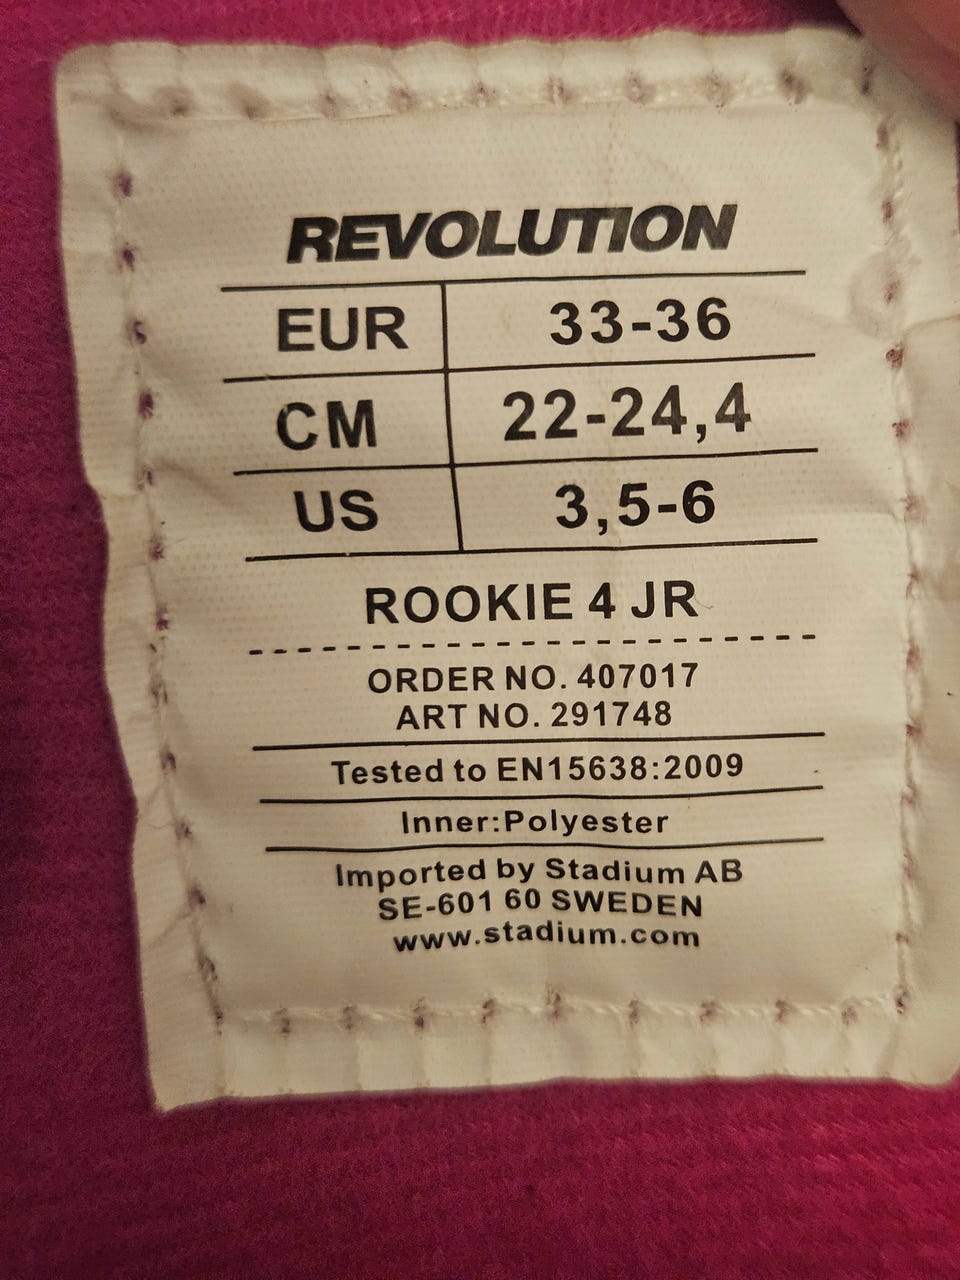 REVOLUTION
EUR 33-36
CM 22-24,4
US 3,5-6
ROOKIE 4 JR
ORDER NO. 407017
ART NO. 291748
Tested to EN15638:2009
Inner:Polyester
Imported by Stadium AB
SE-601 60 SWEDEN
www.stadium.com